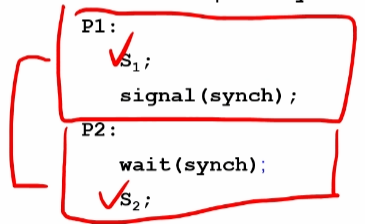 P1:
S₁;
signal(synch);
P2:
wait(synch);
S₂;